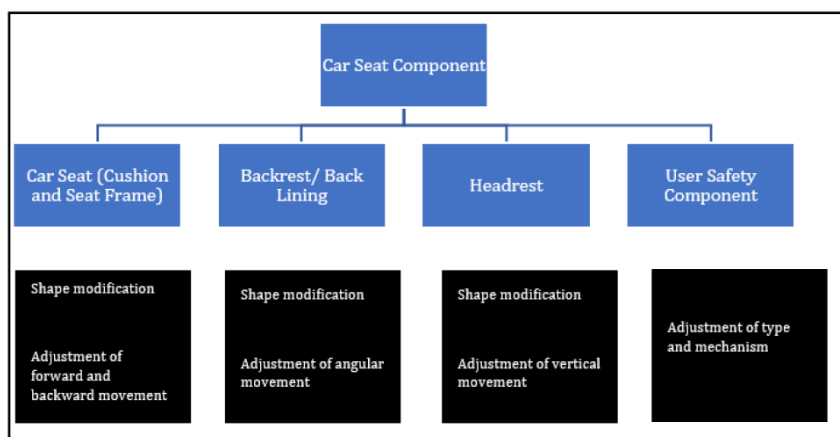 Car Seat Component
Car Seat (Cushion
and Seat Frame)
Backrest/ Back
Lining
Headrest
User Safety
Component
Shape modification
Adjustment of
forward and
backward movement
Shape modification
Adjustment of angular
movement
Shape modification
Adjustment of vertical
movement
Adjustment of type
and mechanism